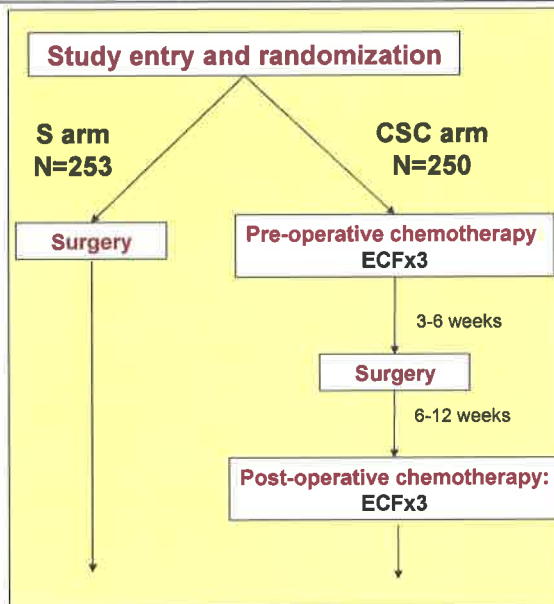 Study entry and randomization
S arm
N=253
CSC arm
N=250
Surgery
Pre-operative chemotherapy
ECFx3
3-6 weeks
Surgery
6-12 weeks
Post-operative chemotherapy:
ECFx3